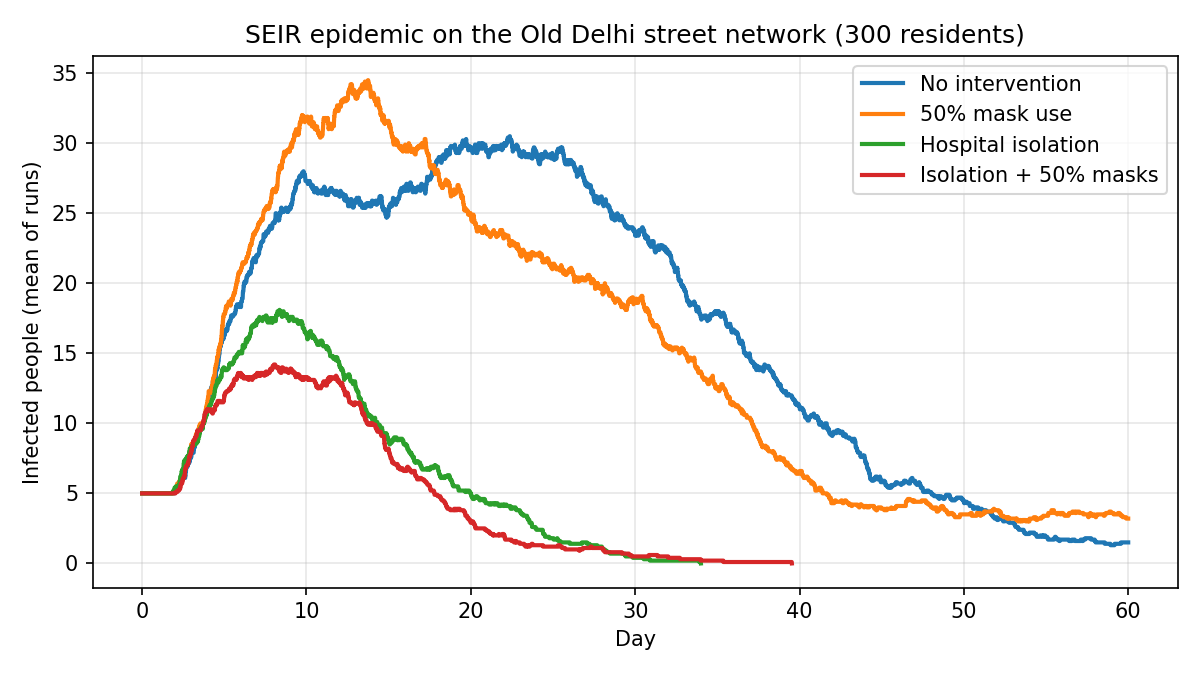 SEIR epidemic on the Old Delhi street network (300 residents)
No intervention
50% mask use
Hospital isolation
Isolation + 50% masks
Infected people (mean of runs)
35
30
25
20
15
10
5
0
0 10 20 30 40 50 60
Day